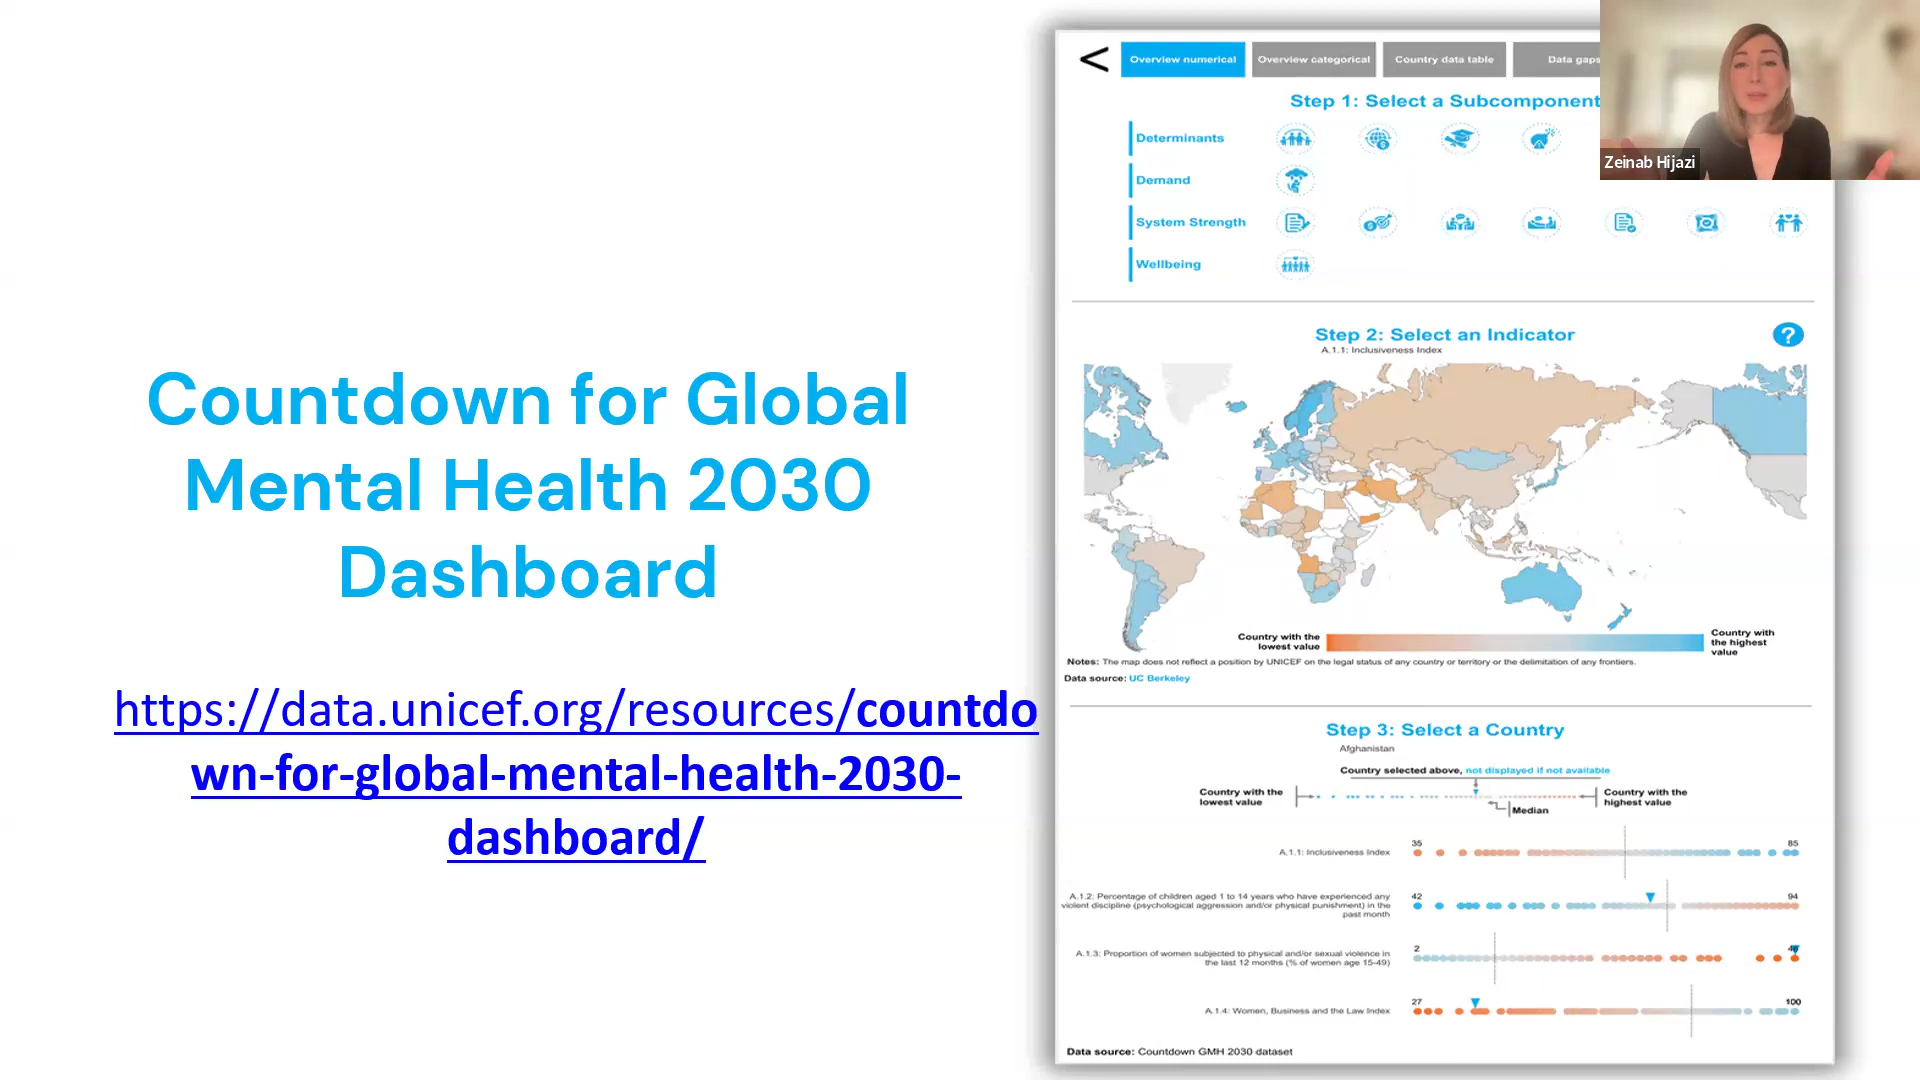 Countdown for Global
Mental Health 2030
Dashboard
https://data.unicef.org/resources/countdo
wn-for-global-mental-health-2030-
dashboard/
<
Overview numerical
Overview categorical
Country data table
Data gaps
Step 1: Select a Subcomponent
Determinants
Demand
System Strength
Wellbeing
Zeinab Hijazi
Step 2: Select an Indicator
?
A.1.1: Inclusiveness Index
Country with the
lowest value
Country with
the highest
value
Notes: The map does not reflect a position by UNICEF on the legal status of any country or territory or the delimitation of any frontiers.
Data source: UC Berkeley
Step 3: Select a Country
Afghanistan
Country selected above, not displayed if not available
Country with the
lowest value
Country with the
highest value
Median
A.1.1: Inclusiveness Index
35
85
A.1.2: Percentage of children aged 1 to 14 years who have experienced any
violent discipline (psychological aggression and/or physical punishment) in the
past month
42
94
A.1.3: Proportion of women subjected to physical and/or sexual violence in
the last 12 months (% of women age 15-49)
2
A.1.4: Women, Business and the Law Index
27
100
Data source: Countdown GMH 2030 dataset